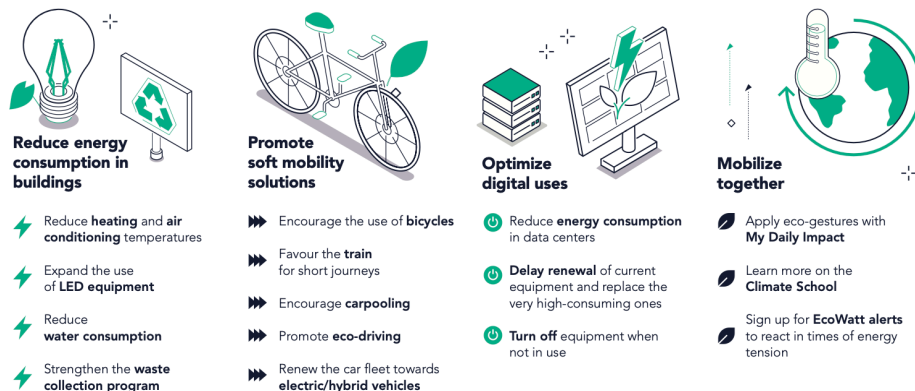 Reduce energy
consumption in
buildings
Reduce heating and air
conditioning temperatures
Expand the use
of LED equipment
Reduce
water consumption
Strengthen the waste
collection program
Promote
soft mobility
solutions
Encourage the use of bicycles
Favour the train
for short journeys
Encourage carpooling
Promote eco-driving
Renew the car fleet towards
electric/hybrid vehicles
Optimize
digital uses
Reduce energy consumption
in data centers
Delay renewal of current
equipment and replace the
very high-consuming ones
Turn off equipment when
not in use
Mobilize
together
Apply eco-gestures with
My Daily Impact
Learn more on the
Climate School
Sign up for EcoWatt alerts
to react in times of energy
tension